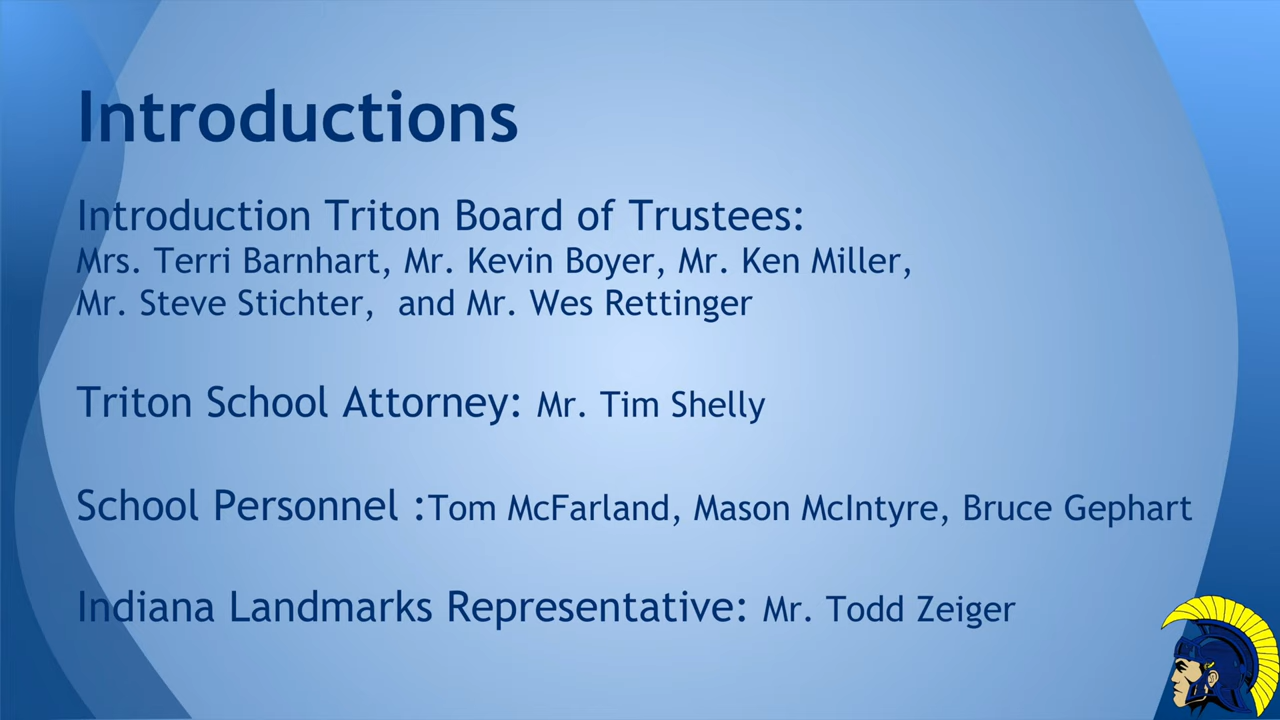 Introductions
Introduction Triton Board of Trustees:
Mrs. Terri Barnhart, Mr. Kevin Boyer, Mr. Ken Miller,
Mr. Steve Stichter,  and Mr. Wes Rettinger
Triton School Attorney: Mr. Tim Shelly
School Personnel :Tom McFarland, Mason McIntyre, Bruce Gephart
Indiana Landmarks Representative: Mr. Todd Zeiger